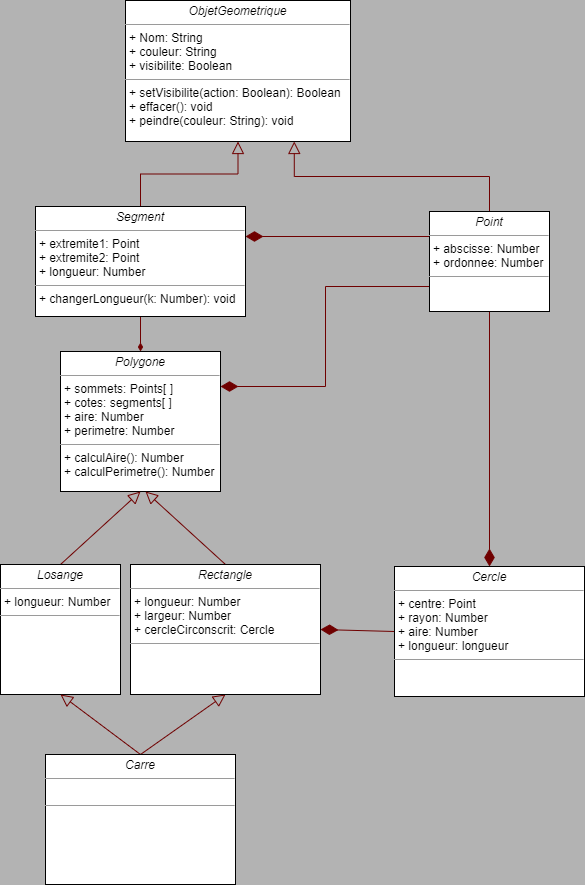 ObjetGeometrique
+ Nom: String
+ couleur: String
+ visibilite: Boolean
+ setVisibilite(action: Boolean): Boolean
+ effacer(): void
+ peindre(couleur: String): void
Segment
+ extremite1: Point
+ extremite2: Point
+ longueur: Number
+ changerLongueur(k: Number): void
Point
+ abscisse: Number
+ ordonnee: Number
Polygone
+ sommets: Points[ ]
+ cotes: segments[ ]
+ aire: Number
+ perimetre: Number
+ calculAire(): Number
+ calculPerimetre(): Number
Losange
+ longueur: Number
Rectangle
+ longueur: Number
+ largeur: Number
+ cercleCirconscrit: Cercle
Cercle
+ centre: Point
+ rayon: Number
+ aire: Number
+ longueur: longueur
Carre